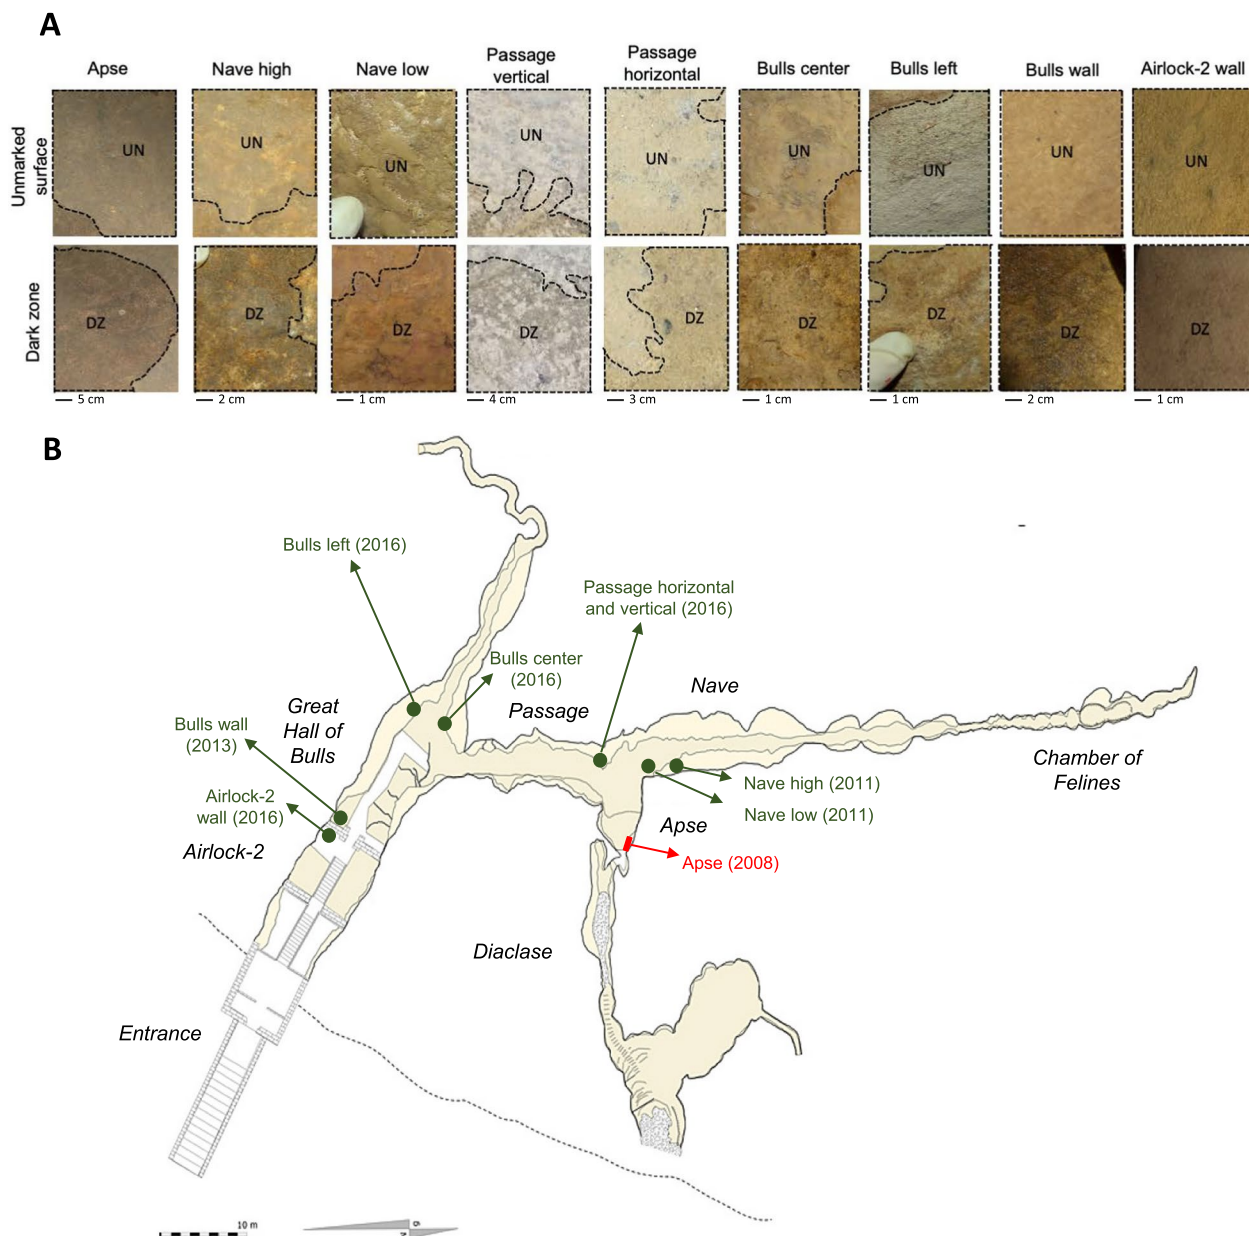 A
Apse
Nave high
Nave low
Passage
vertical
Passage
horizontal
Bulls center
Bulls left
Bulls wall
Airlock-2 wall
Unmarked
surface
UN
UN
UN
UN
UN
UN
UN
UN
UN
Dark zone
DZ
DZ
DZ
DZ
DZ
DZ
DZ
DZ
DZ
5 cm
2 cm
1 cm
4 cm
3 cm
1 cm
1 cm
2 cm
1 cm
B
Bulls left (2016)
Passage horizontal
and vertical (2016)
Bulls center
(2016)
Nave
Great
Hall of
Bulls
Passage
Bulls wall
(2013)
Chamber of
Felines
Nave high (2011)
Airlock-2
wall (2016)
Nave low (2011)
Apse
Airlock-2
Apse (2008)
Diaclase
Entrance
10 m